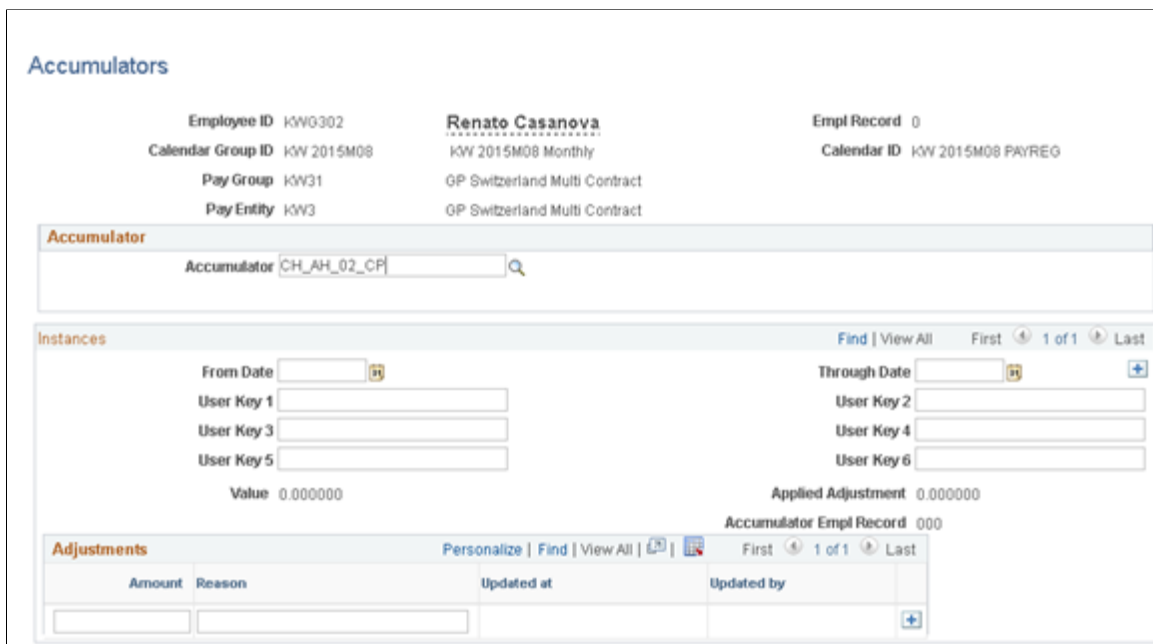 Accumulators
Employee ID KWG302 Renato Casanova Empl Record 0
Calendar Group ID KW 2015M08 KW 2015M08 Monthly Calendar ID KW 2015M08 PAYREG
Pay Group KW31 GP Switzerland Multi Contract
Pay Entity KW3 GP Switzerland Multi Contract
Accumulator
Accumulator CH_AH_02_CP
Instances Find | View All First 1 of 1 Last
From Date Through Date
User Key 1 User Key 2
User Key 3 User Key 4
User Key 5 User Key 6
Value 0.000000 Applied Adjustment 0.000000
Accumulator Empl Record 000
Adjustments Personalize | Find | View All | | First 1 of 1 Last
Amount Reason Updated at Updated by